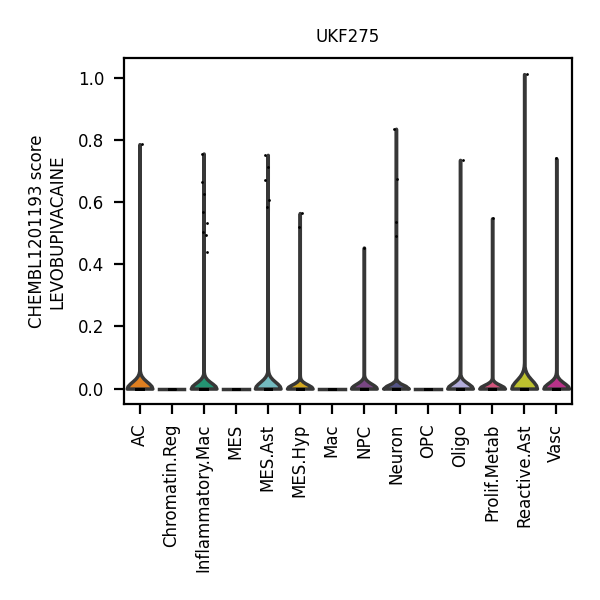 UKF275
CHEMBL1201193 score
LEVOBUPIVACAINE
1.0
0.8
0.6
0.4
0.2
0.0
AC
Chromatin.Reg
Inflammatory.Mac
MES
MES.Ast
MES.Hyp
Mac
NPC
Neuron
OPC
Oligo
Prolif.Metab
Reactive.Ast
Vasc